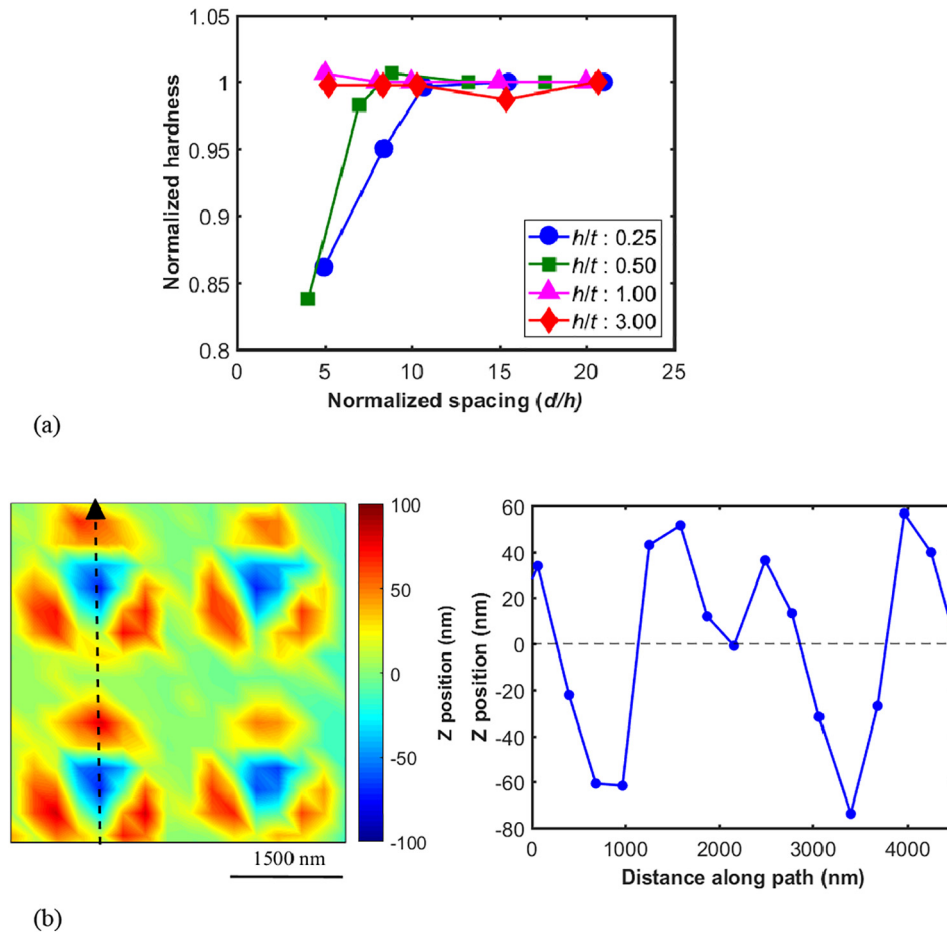 1.05
1
0.95
0.9
0.85
0.8
Normalized hardness
h/t : 0.25
h/t : 0.50
h/t : 1.00
h/t : 3.00
0 5 10 15 20 25
Normalized spacing (d/h)
(a)
100
50
0
-50
-100
Z position (nm)
1500 nm
Z position (nm)
60
40
20
0
-20
-40
-60
-80
0 1000 2000 3000 4000
Distance along path (nm)
(b)